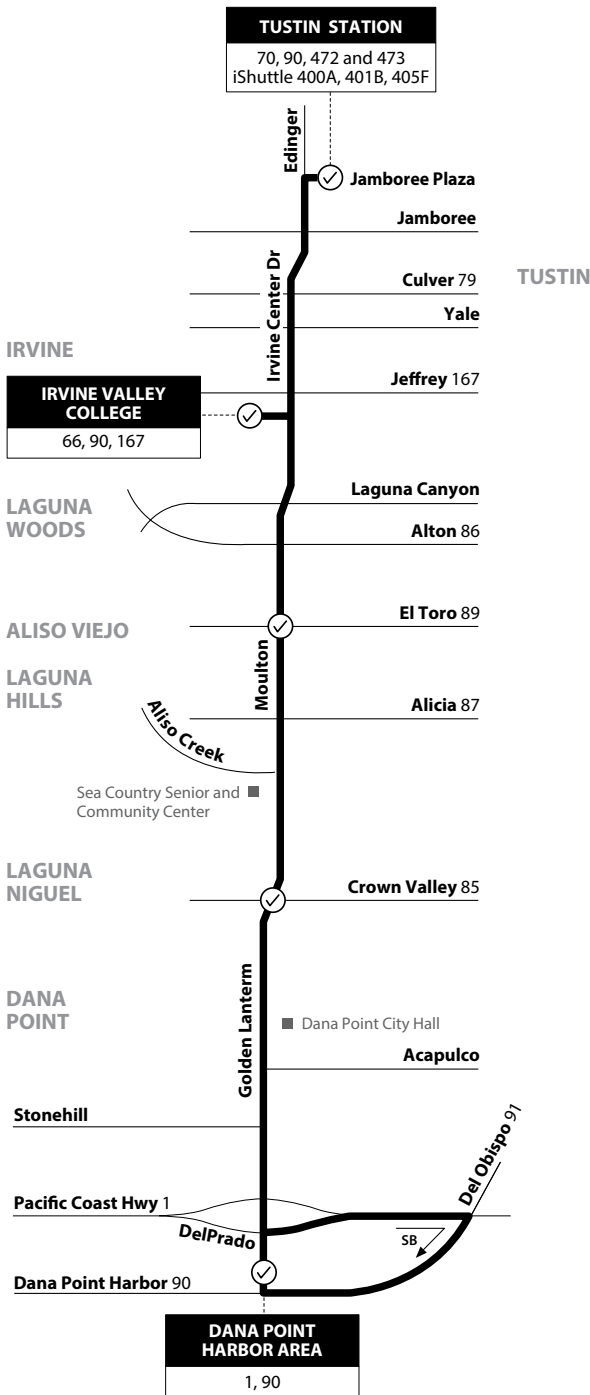 TUSTIN STATION
70, 90, 472 and 473
iShuttle 400A, 401B, 405F
Edinger
Jamboree Plaza
Jamboree
Irvine Center Dr
Culver 79
TUSTIN
Yale
IRVINE
Jeffrey 167
IRVINE VALLEY
COLLEGE
66, 90, 167
Laguna Canyon
LAGUNA
WOODS
Alton 86
El Toro 89
ALISO VIEJO
Moulton
LAGUNA
HILLS
Alicia 87
Aliso Creek
Sea Country Senior and
Community Center
LAGUNA
NIGUEL
Crown Valley 85
Golden Lanterm
DANA
POINT
Dana Point City Hall
Acapulco
Stonehill
Del Obispo 91
Pacific Coast Hwy 1
DelPrado
SB
Dana Point Harbor 90
DANA POINT
HARBOR AREA
1, 90